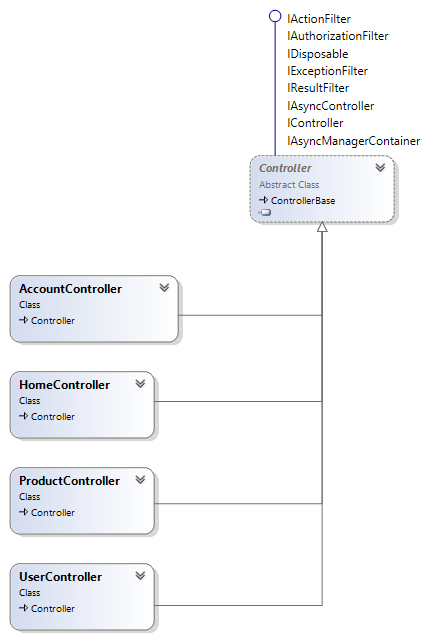 IActionFilter
IAuthorizationFilter
IDisposable
IExceptionFilter
IResultFilter
IAsyncController
IController
IAsyncManagerContainer
Controller
Abstract Class
ControllerBase
AccountController
Class
Controller
HomeController
Class
Controller
ProductController
Class
Controller
UserController
Class
Controller